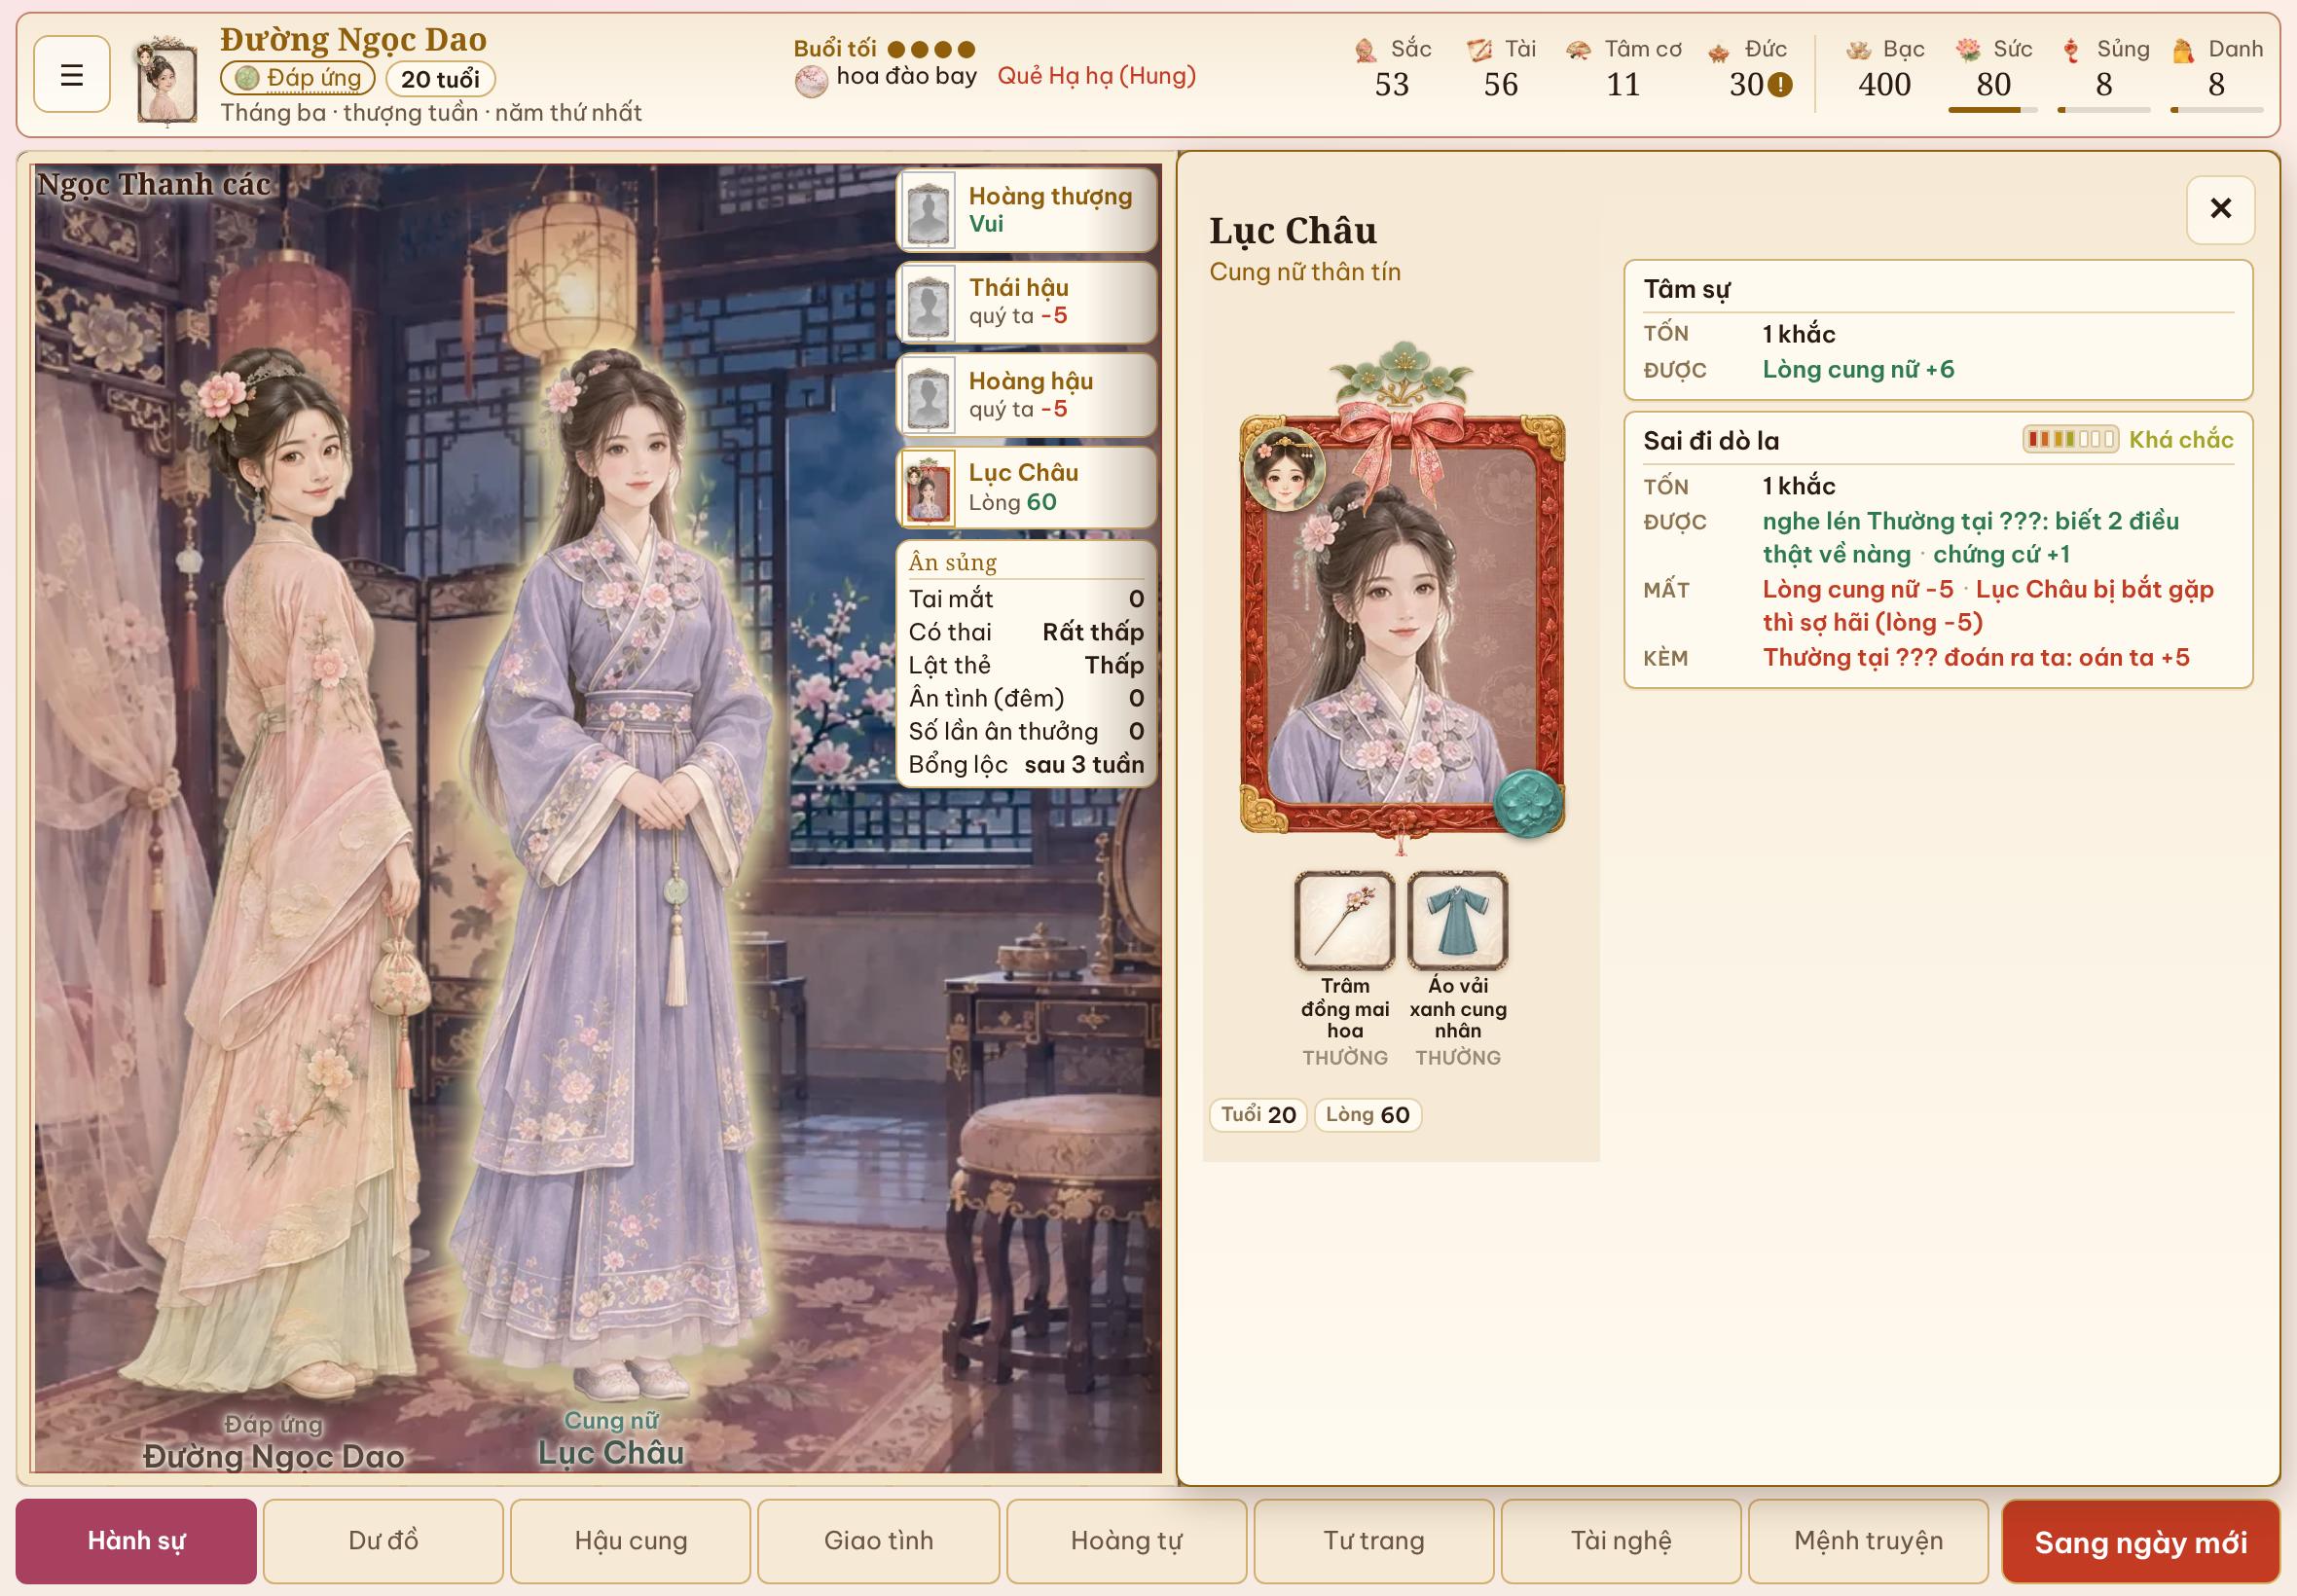 ☰
Đường Ngọc Dao
Đáp ứng 20 tuổi
Tháng ba · thượng tuần · năm thứ nhất
Buổi tối
hoa đào bay Quẻ Hạ hạ (Hung)
Sắc Tài Tâm cơ Đức Bạc Sức Sủng Danh
53 56 11 30 ! 400 80 8 8
Ngọc Thanh các
Hoàng thượng
Vui
Thái hậu
quý ta -5
Hoàng hậu
quý ta -5
Lục Châu
Lòng 60
Ân sủng
Tai mắt 0
Có thai Rất thấp
Lật thẻ Thấp
Ân tình (đêm) 0
Số lần ân thưởng 0
Bổng lộc sau 3 tuần
Đáp ứng
Đường Ngọc Dao
Cung nữ
Lục Châu
Lục Châu
Cung nữ thân tín
✕
Trâm
đồng mai
hoa
THƯỜNG
Áo vải
xanh cung
nhân
THƯỜNG
Tuổi 20 Lòng 60
Tâm sự
TỐN 1 khắc
ĐƯỢC Lòng cung nữ +6
Sai đi dò la Khá chắc
TỐN 1 khắc
ĐƯỢC nghe lén Thường tại ???: biết 2 điều
thật về nàng · chứng cứ +1
MẤT Lòng cung nữ -5 · Lục Châu bị bắt gặp
thì sợ hãi (lòng -5)
KÈM Thường tại ??? đoán ra ta: oán ta +5
Hành sự
Dư đồ
Hậu cung
Giao tình
Hoàng tự
Tư trang
Tài nghệ
Mệnh truyện
Sang ngày mới